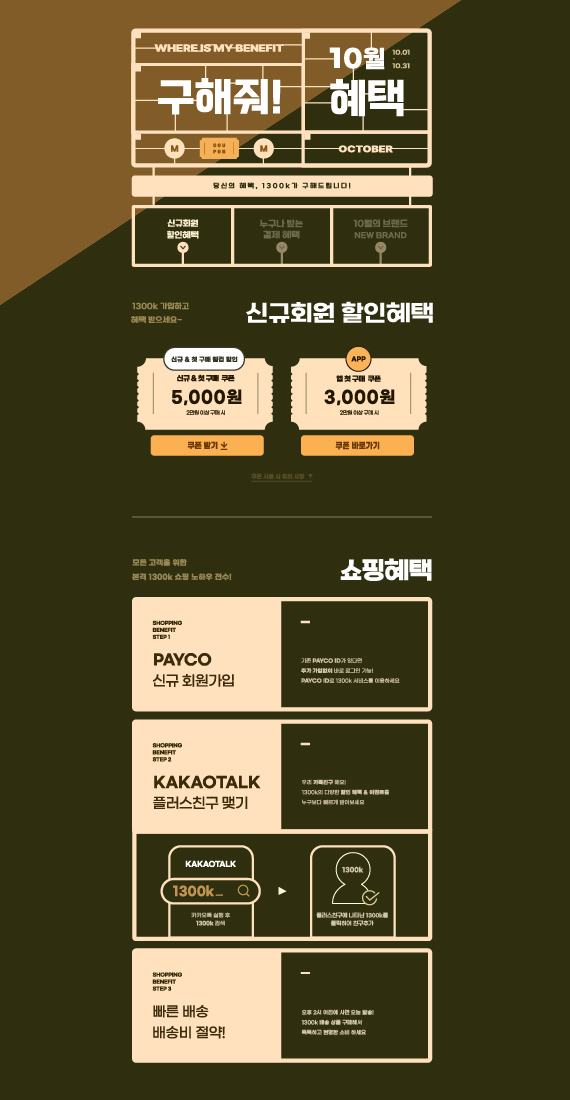 WHERE IS MY BENEFIT
구해줘!
10월
10.01
-
10.31
혜택
M
COU
PON
M
OCTOBER
당신의 혜택, 1300k가 구해드립니다!
신규회원
할인혜택
누구나 받는
결제 혜택
10월의 브랜드
NEW BRAND
1300k 가입하고
혜택 받으세요~
신규회원 할인혜택
신규 & 첫 구매 웰컴 할인
신규 & 첫 구매 쿠폰
5,000원
2만원 이상 구매 시
쿠폰 받기
APP
앱 첫 구매 쿠폰
3,000원
2만원 이상 구매 시
쿠폰 바로가기
쿠폰 사용 시 유의 사항
모든 고객을 위한
본격 1300k 쇼핑 노하우 전수!
쇼핑혜택
SHOPPING
BENEFIT
STEP 1
PAYCO
신규 회원가입
기존 PAYCO ID가 있다면
추가 가입없이 바로 로그인 가능!
PAYCO ID로 1300k 서비스를 이용하세요
SHOPPING
BENEFIT
STEP 2
KAKAOTALK
플러스친구 맺기
우리 카톡친구 해요!
1300k의 다양한 할인 혜택 & 이벤트를
누구보다 빠르게 받아보세요
KAKAOTALK
1300k_
카카오톡 실행 후
1300k 검색
1300k
플러스친구에 나타난 1300k를
클릭하여 친구추가
SHOPPING
BENEFIT
STEP 3
빠른 배송
배송비 절약!
오후 2시 이전에 사면 오늘 발송!
1300k 배송 상품 구매해서
똑똑하고 현명한 소비 하세요